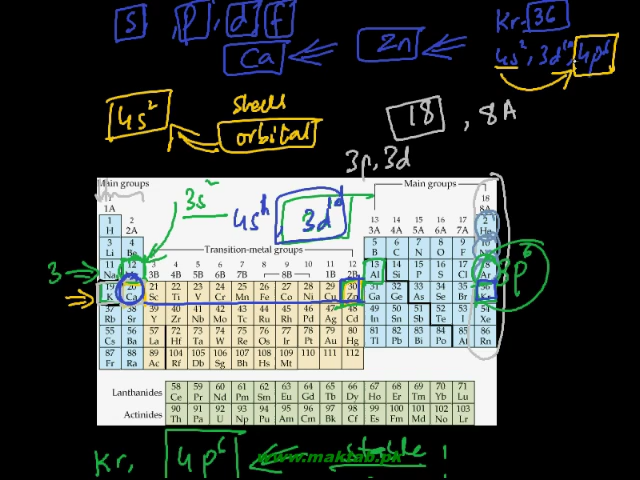 s , p , d f
Kr-36
Ca Zn
4s², 3d¹⁰, 4p⁶
4s² shells
orbital
18 , 8A
3p, 3d
3s²
4s 3d¹⁰
3
p⁶
Main groups Main groups
1 18
1A 8A
1 2 13 14 15 16 17 2
H 2A 3A 4A 5A 6A 7A He
3 4 Transition-metal groups 5 6 7 8 9 10
Li Be B C N O F
11 12 3 4 5 6 7 8 9 10 11 12 13 14 15 16 17
Na 3B 4B 5B 6B 7B 8B 1B 2B Al Si P S Cl Ar
19 20 21 22 23 24 25 26 27 28 29 30 31 32 33 34 35 36
K Ca Sc Ti V Cr Mn Fe Co Ni Cu Zn Ga Ge As Se Br Kr
37 38 39 40 41 42 43 44 45 46 47 48 49 50 51 52 53 54
Rb Sr Y Zr Nb Mo Tc Ru Rh Pd Ag Cd In Sn Sb Te I Xe
55 56 57 72 73 74 75 76 77 78 79 80 81 82 83 84 85 86
Cs Ba La Hf Ta W Re Os Ir Pt Au Hg Tl Pb Bi Po At Rn
87 88 89 104 105 106 107 108 109 110 111 112
Fr Ra Ac Rf Db Sg Bh Hs Mt
Lanthanides 58 59 60 61 62 63 64 65 66 67 68 69 70 71
Ce Pr Nd Pm Sm Eu Gd Tb Dy Ho Er Tm Yb Lu
Actinides 90 91 92 93 94 95 96 97 98 99 100 101 102 103
Th Pa U Np Pu Am Cm Bk Cf Es Fm Md No Lr
Kr, 4p⁶ stable !
www.maktab.pk